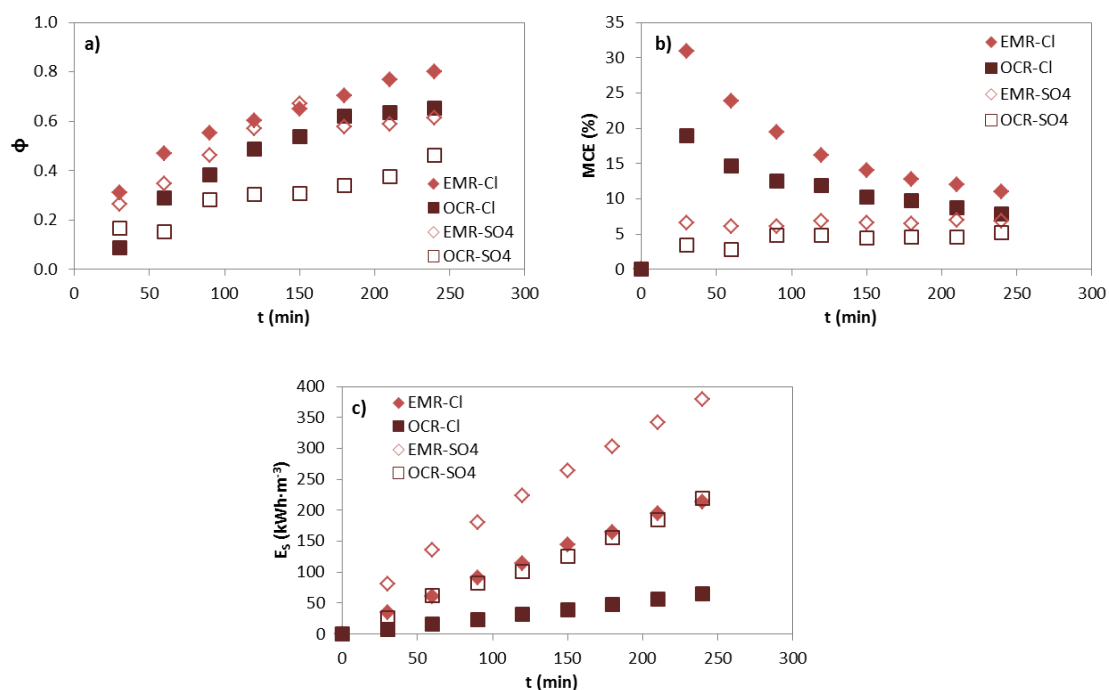 a)
1.0
0.8
0.6
0.4
0.2
0.0
ϕ
0 50 100 150 200 250 300
t (min)
EMR-Cl
OCR-Cl
EMR-SO4
OCR-SO4
b)
35
30
25
20
15
10
5
0
MCE (%)
0 50 100 150 200 250 300
t (min)
EMR-Cl
OCR-Cl
EMR-SO4
OCR-SO4
c)
400
350
300
250
200
150
100
50
0
E_S (kWh·m⁻³)
0 50 100 150 200 250 300
t (min)
EMR-Cl
OCR-Cl
EMR-SO4
OCR-SO4